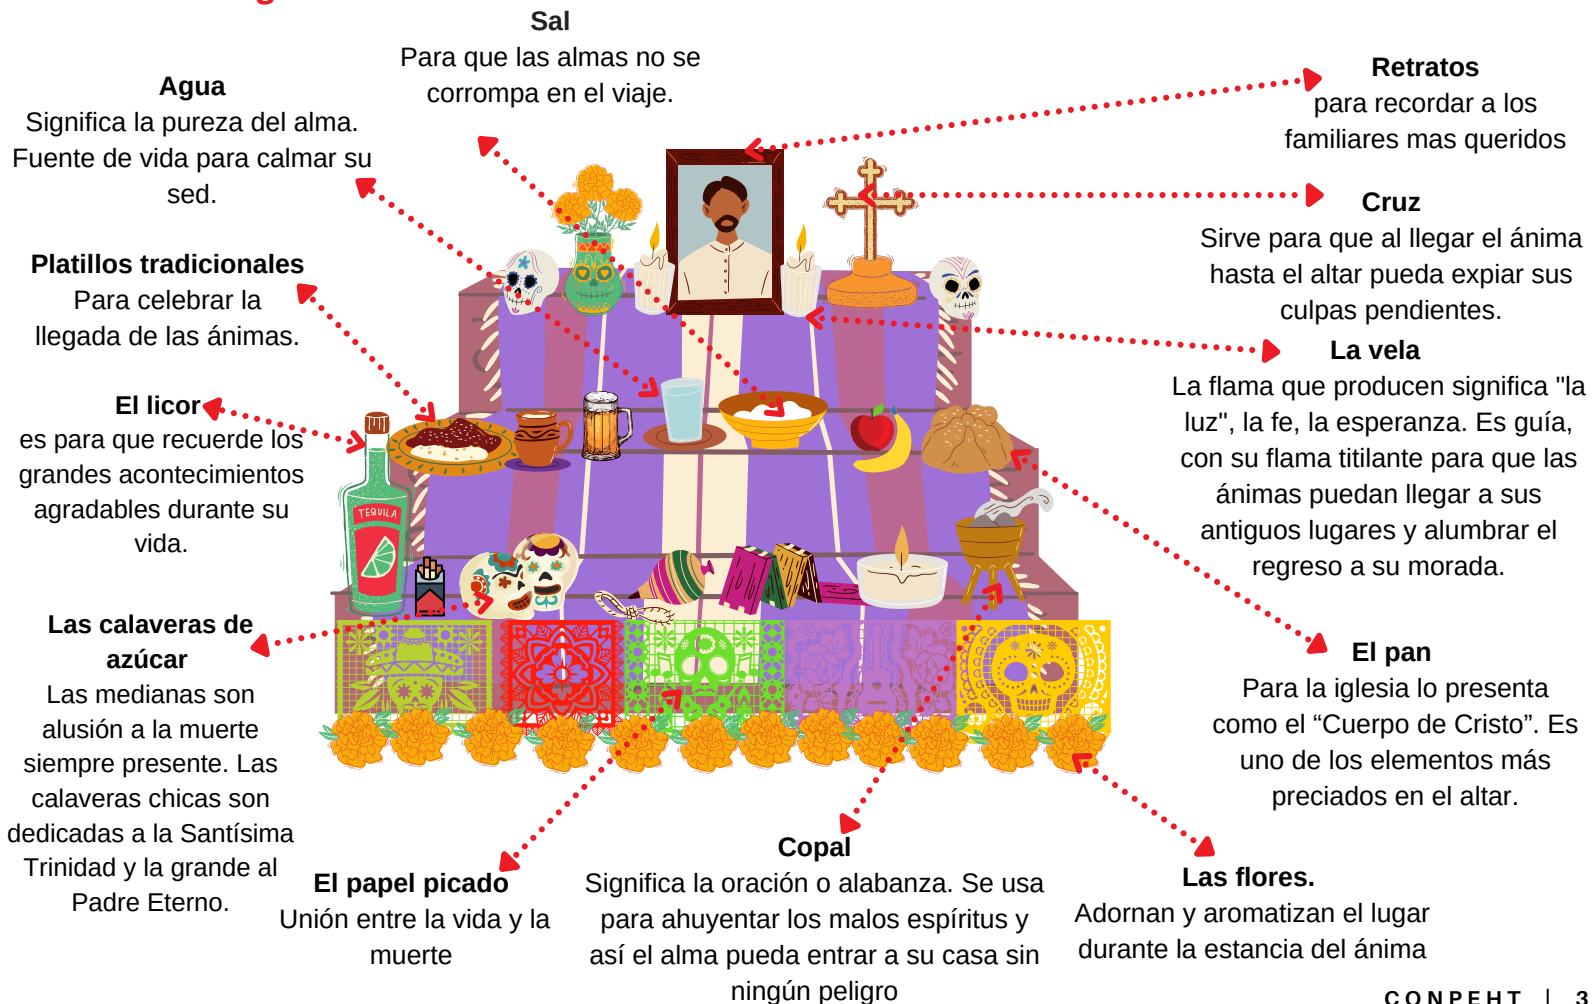 Sal
Para que las almas no se
corrompa en el viaje.
Agua
Significa la pureza del alma.
Fuente de vida para calmar su
sed.
Retratos
para recordar a los
familiares mas queridos
Cruz
Sirve para que al llegar el ánima
hasta el altar pueda expiar sus
culpas pendientes.
Platillos tradicionales
Para celebrar la
llegada de las ánimas.
La vela
La flama que producen significa "la
luz", la fe, la esperanza. Es guía,
con su flama titilante para que las
ánimas puedan llegar a sus
antiguos lugares y alumbrar el
regreso a su morada.
El licor
es para que recuerde los
grandes acontecimientos
agradables durante su
vida.
TEQUILA
Las calaveras de
azúcar
Las medianas son
alusión a la muerte
siempre presente. Las
calaveras chicas son
dedicadas a la Santísima
Trinidad y la grande al
Padre Eterno.
El pan
Para la iglesia lo presenta
como el “Cuerpo de Cristo”. Es
uno de los elementos más
preciados en el altar.
El papel picado
Unión entre la vida y la
muerte
Copal
Significa la oración o alabanza. Se usa
para ahuyentar los malos espíritus y
así el alma pueda entrar a su casa sin
ningún peligro
Las flores.
Adornan y aromatizan el lugar
durante la estancia del ánima
CONPEHT | 3